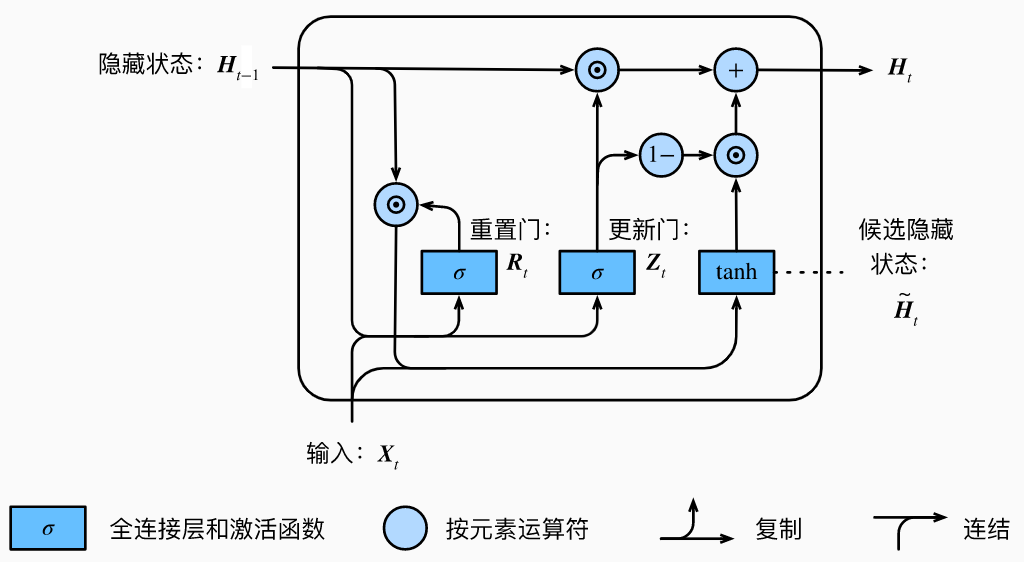 隐藏状态：H_{t−1}
⊙
+
H_t
1−
⊙
⊙
重置门：
R_t
更新门：
Z_t
候选隐藏
状态：
H̃_t
σ
σ
tanh
输入：X_t
σ 全连接层和激活函数
按元素运算符
复制
连结